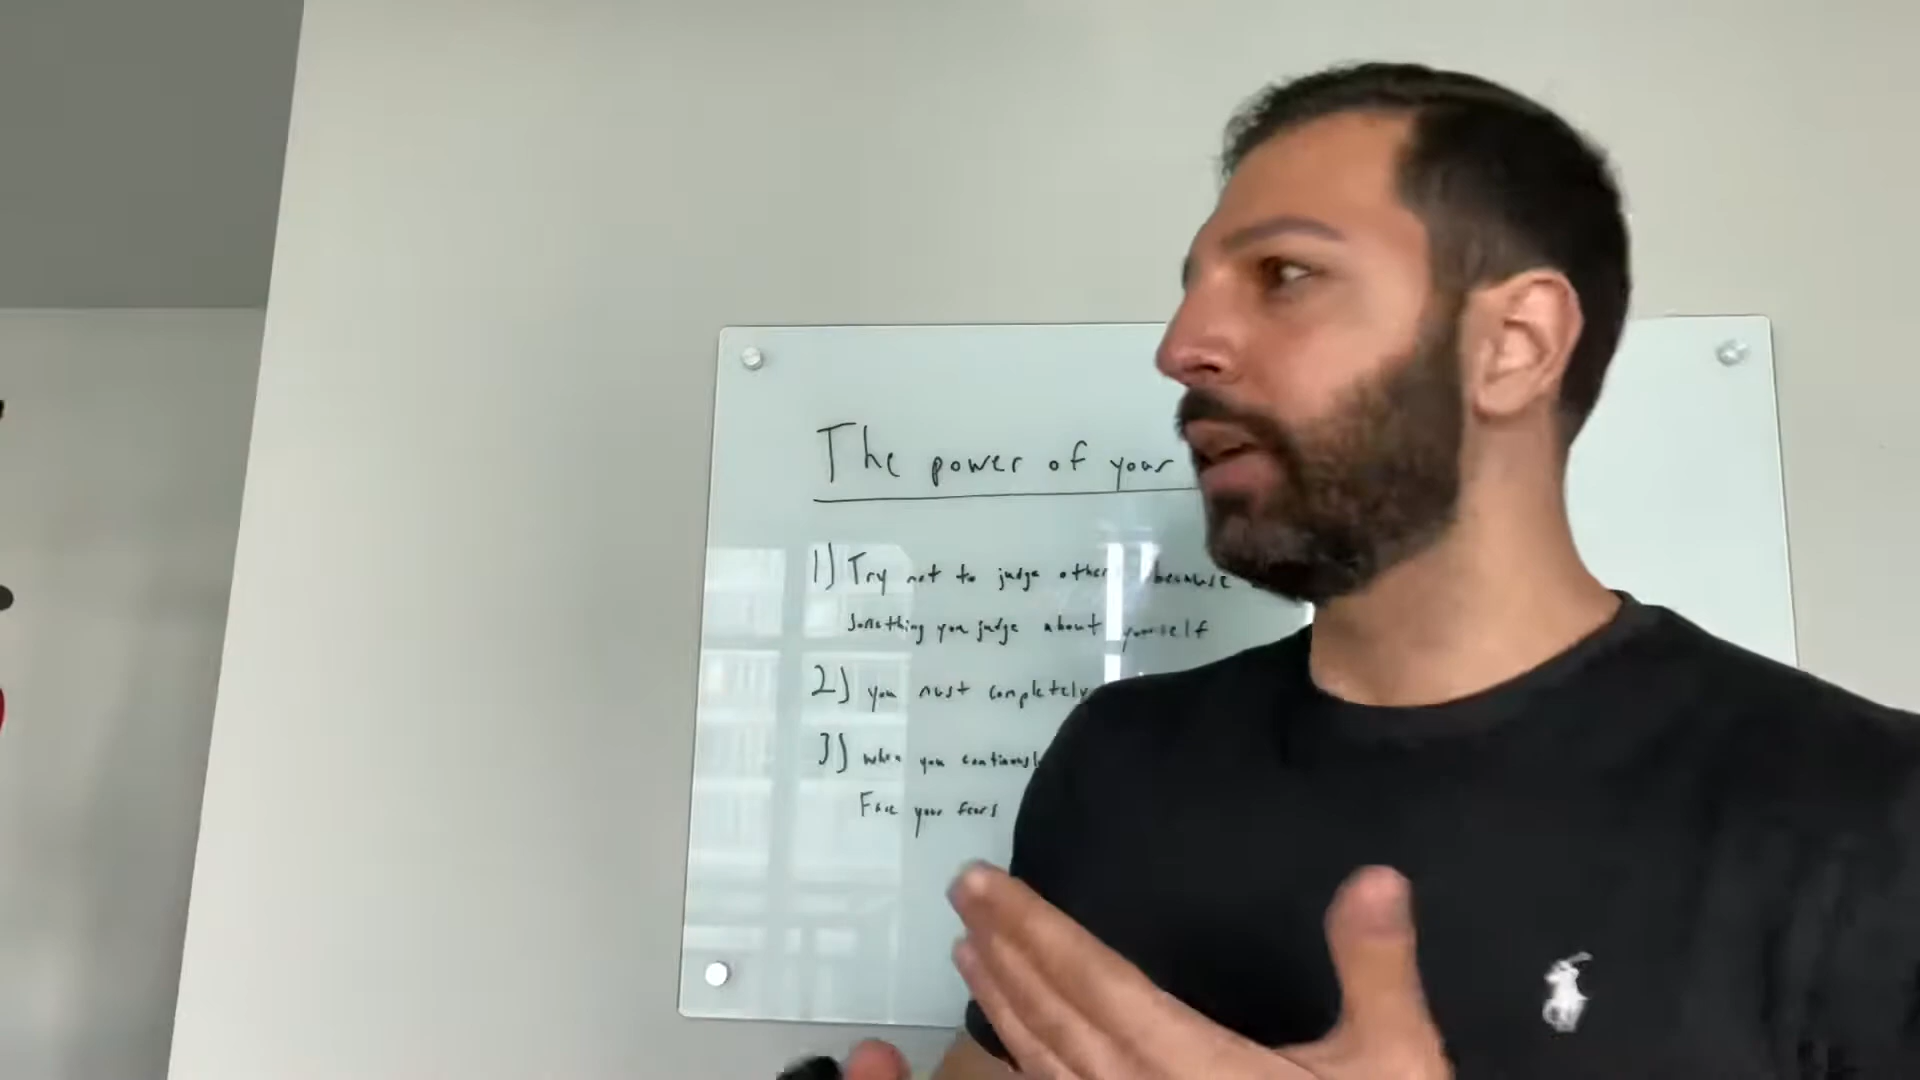 The power of your
1) Try not to judge others because
something you judge about yourself
2) you must completely
3) when you continously
Face your fears